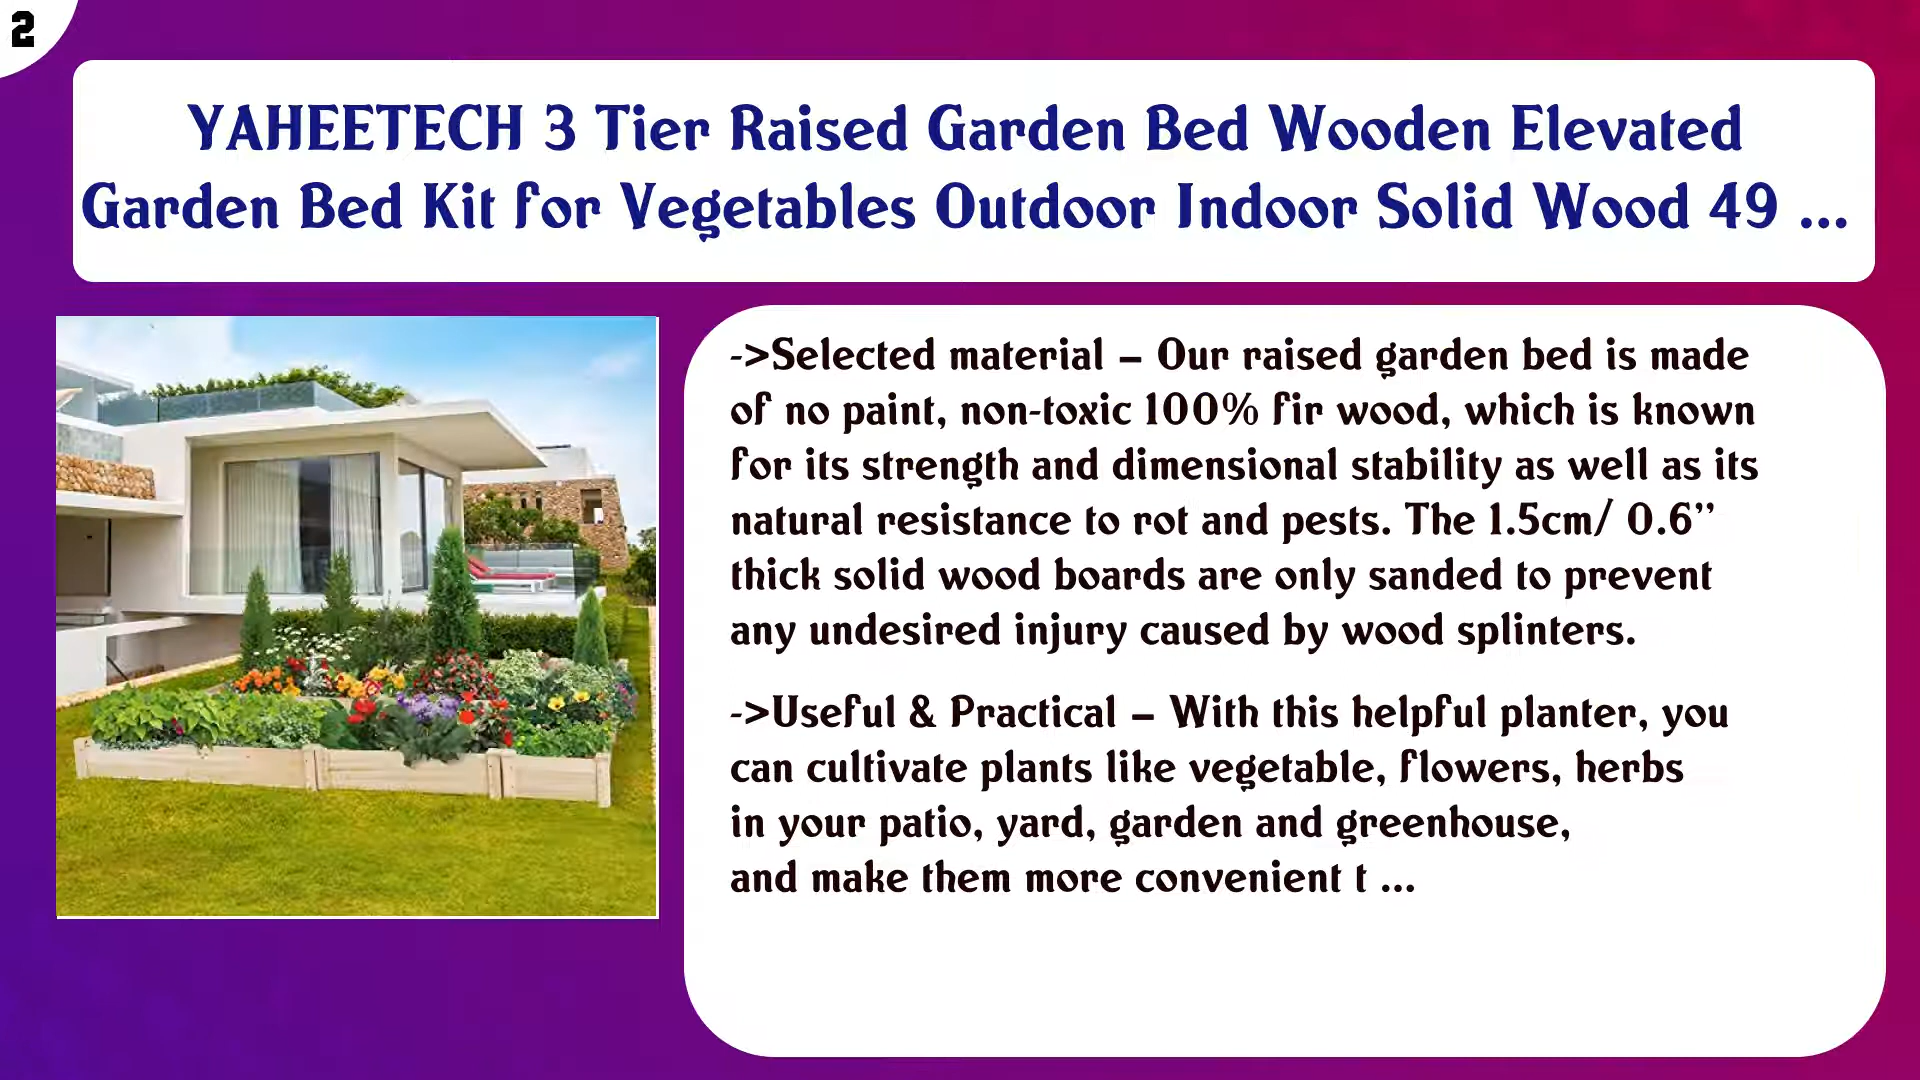 2
YAHEETECH 3 Tier Raised Garden Bed Wooden Elevated
Garden Bed Kit for Vegetables Outdoor Indoor Solid Wood 49 ...
->Selected material – Our raised garden bed is made
of no paint, non-toxic 100% fir wood, which is known
for its strength and dimensional stability as well as its
natural resistance to rot and pests. The 1.5cm/ 0.6’’
thick solid wood boards are only sanded to prevent
any undesired injury caused by wood splinters.
->Useful & Practical – With this helpful planter, you
can cultivate plants like vegetable, flowers, herbs
in your patio, yard, garden and greenhouse,
and make them more convenient t ...